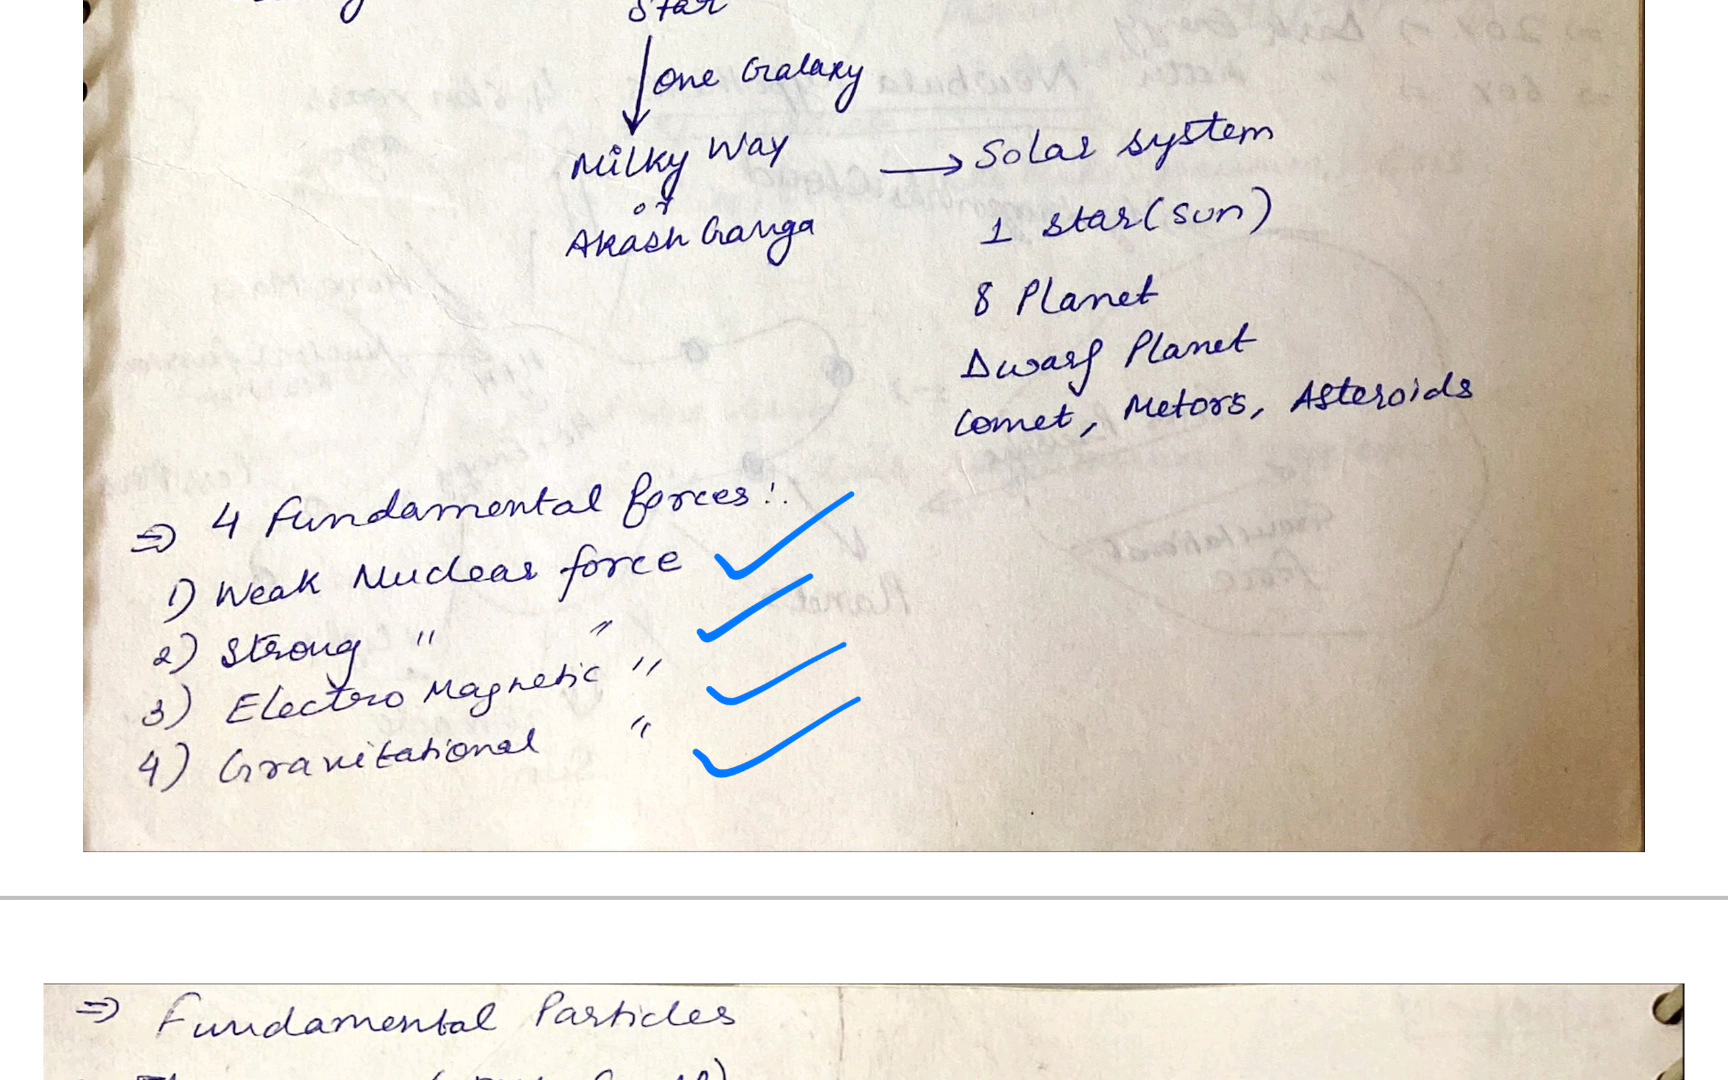 Star
one Galaxy
Milky Way
or
Akash Ganga
→ Solar system
1 star (sun)
8 Planet
Dwarf Planet
Comet, Metors, Asteroids
⇒ 4 Fundamental forces:.
1) Weak Nuclear force
2) Strong " "
3) Electro Magnetic "
4) Gravitational "
⇒ Fundamental Particles